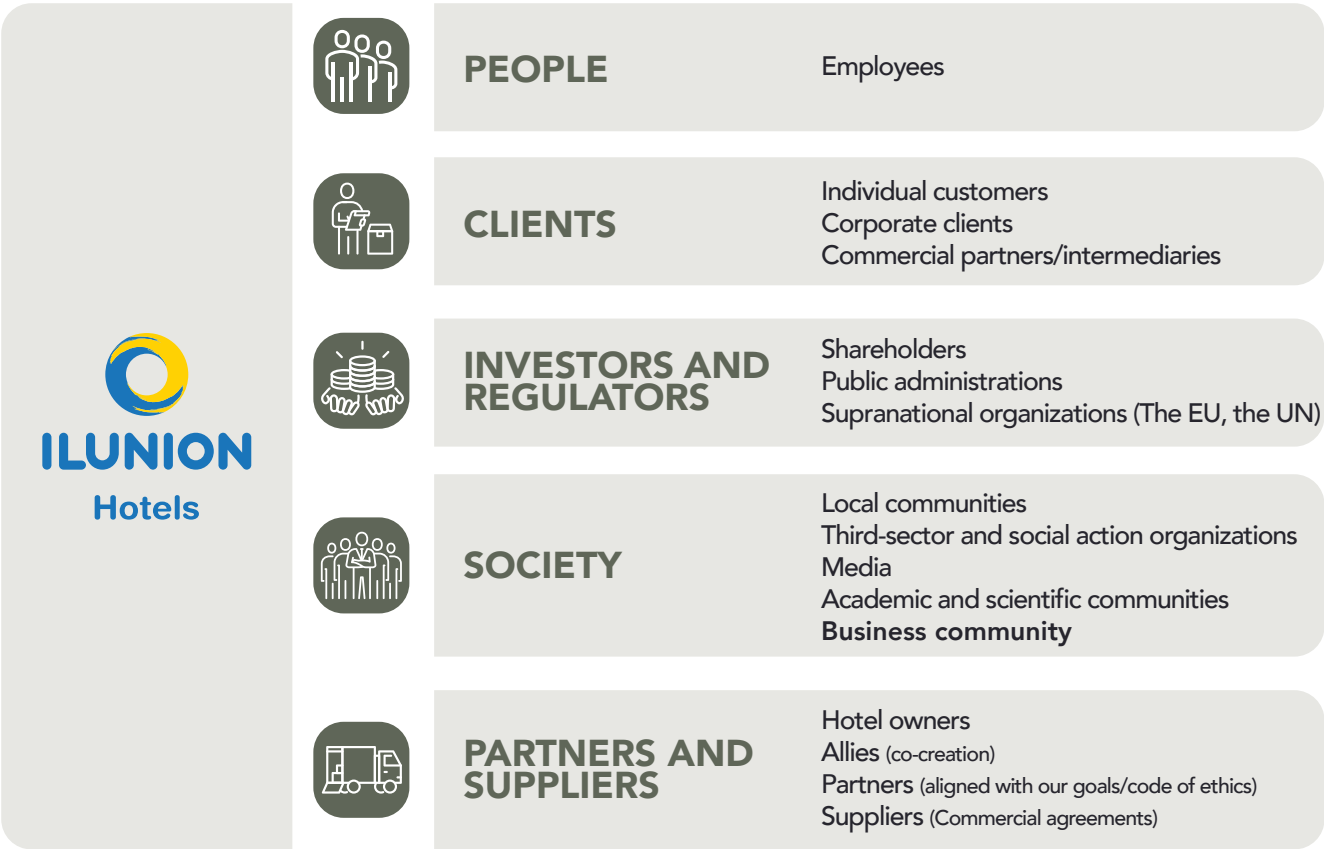 ILUNION
Hotels
PEOPLE
Employees
CLIENTS
Individual customers
Corporate clients
Commercial partners/intermediaries
INVESTORS AND
REGULATORS
Shareholders
Public administrations
Supranational organizations (The EU, the UN)
SOCIETY
Local communities
Third-sector and social action organizations
Media
Academic and scientific communities
Business community
PARTNERS AND
SUPPLIERS
Hotel owners
Allies (co-creation)
Partners (aligned with our goals/code of ethics)
Suppliers (Commercial agreements)